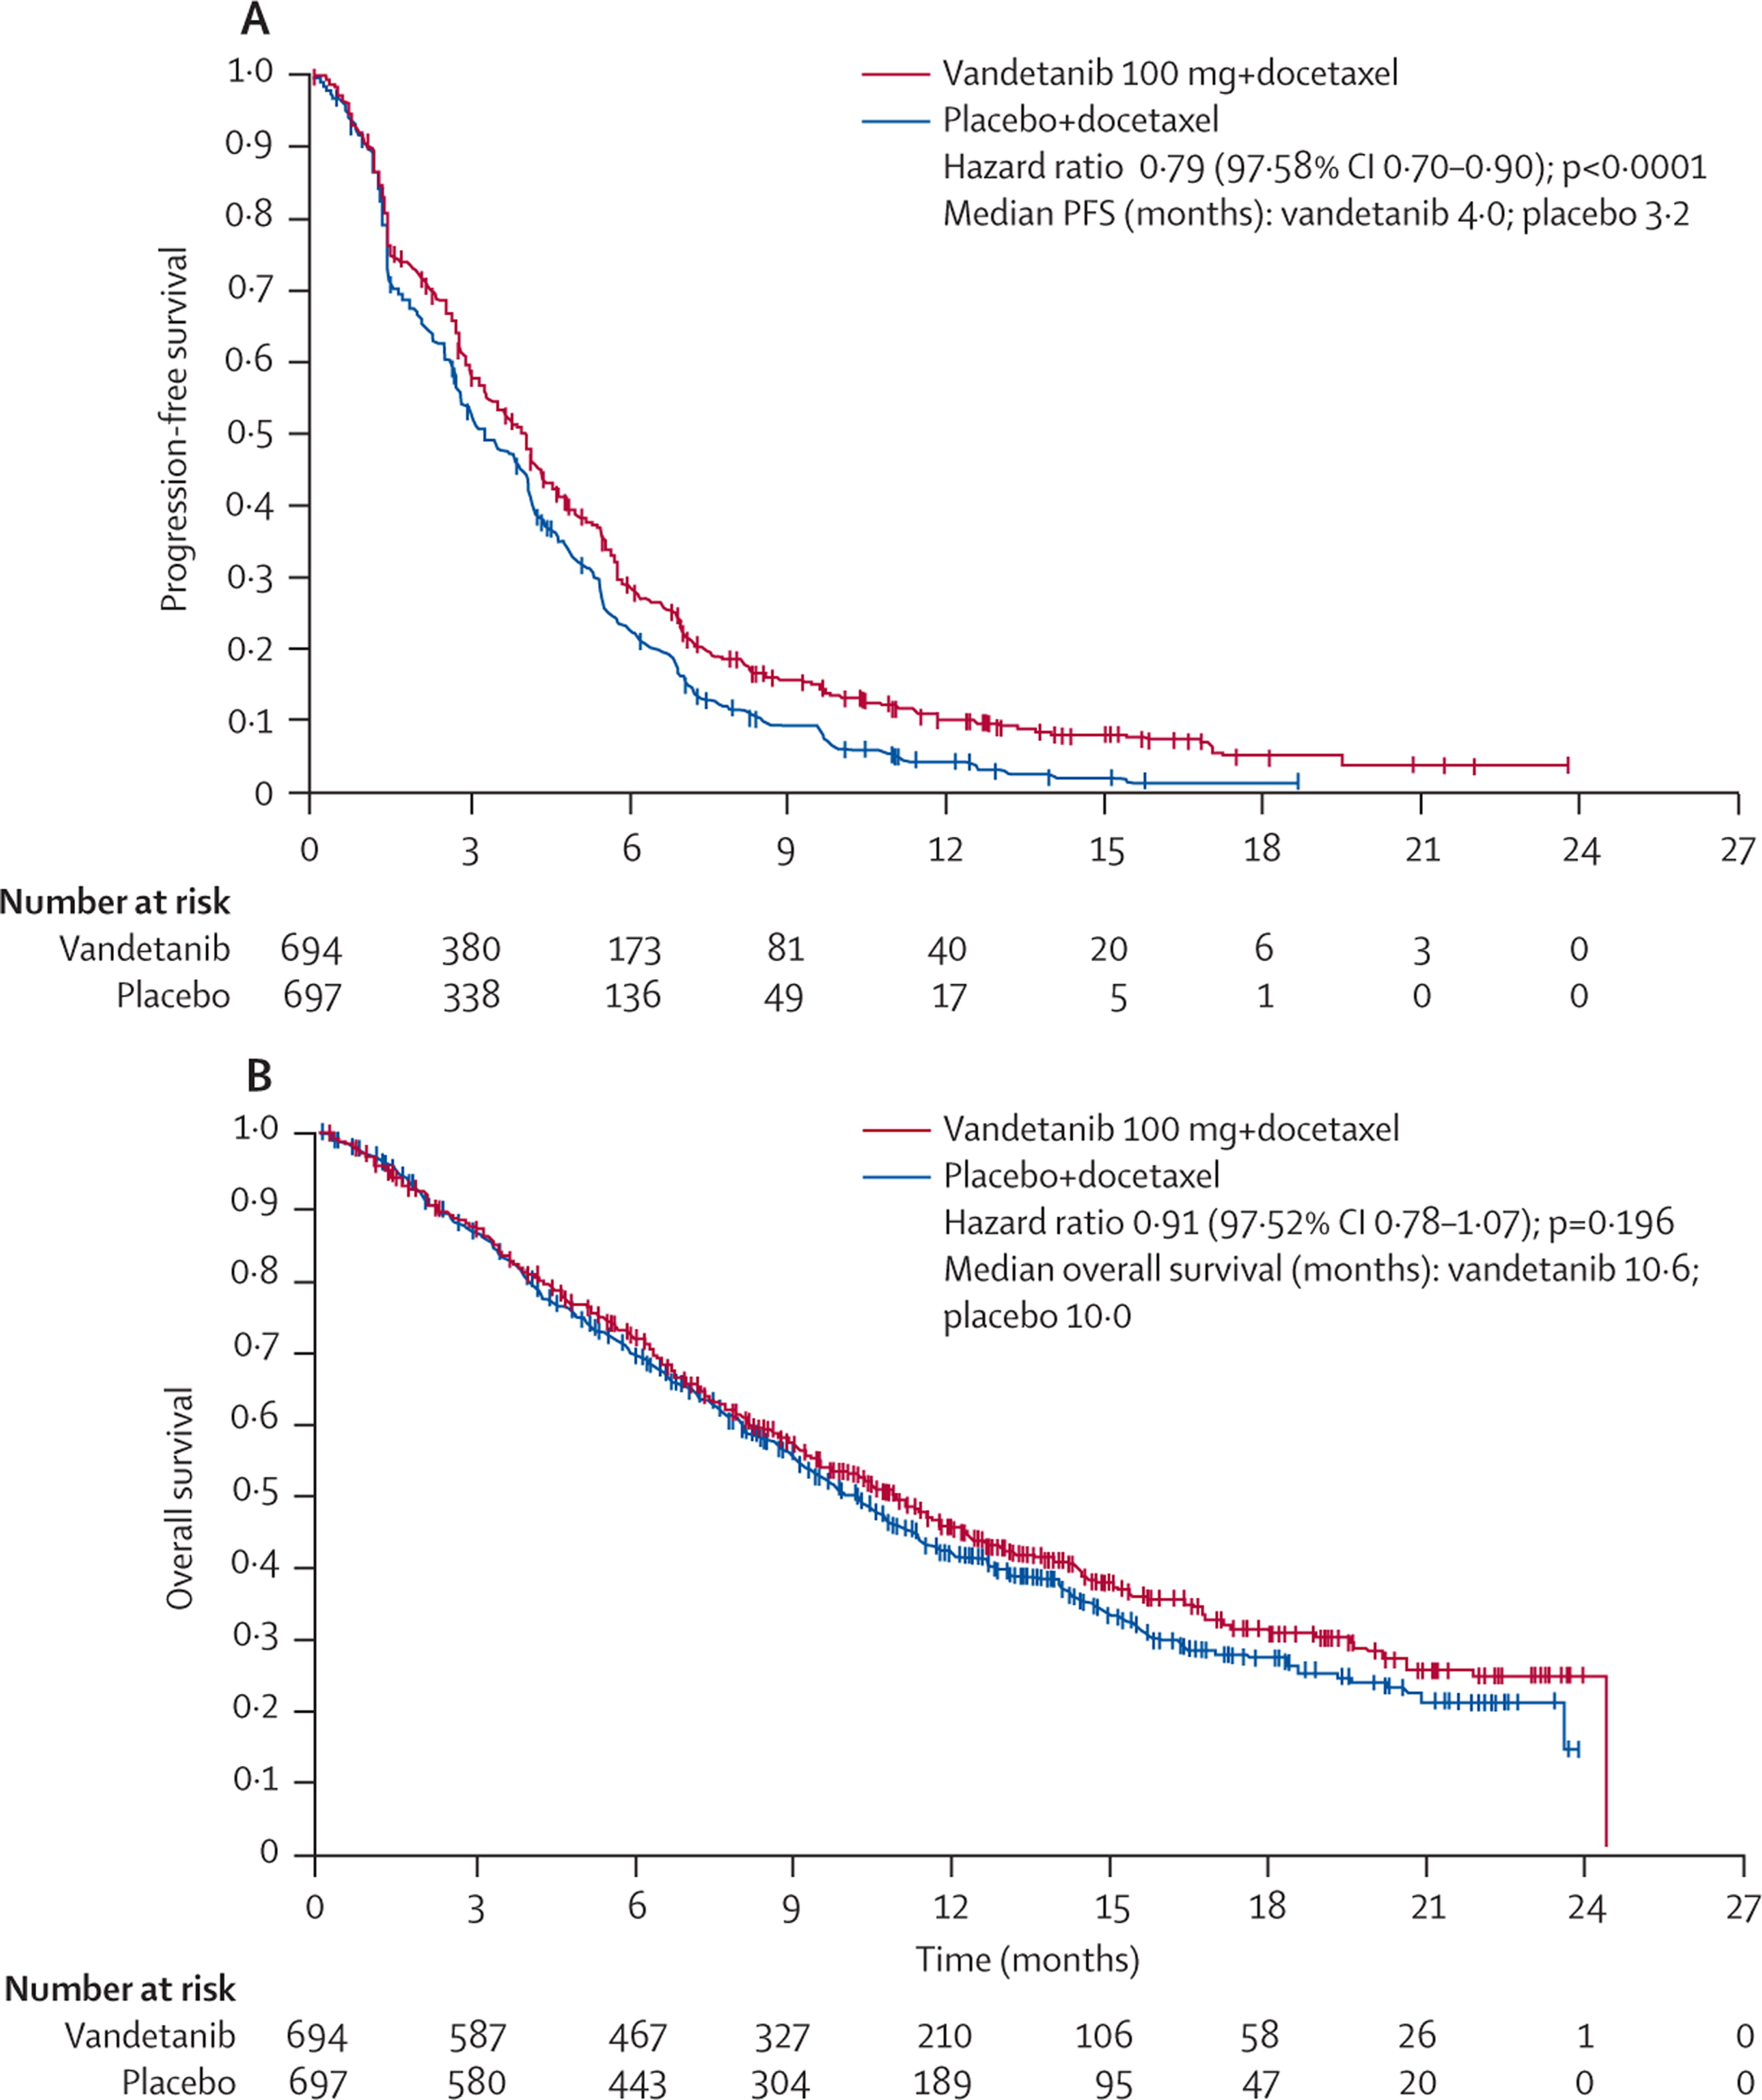 A
1·0
0·9
0·8
0·7
0·6
0·5
0·4
0·3
0·2
0·1
0
Progression-free survival
Vandetanib 100 mg+docetaxel
Placebo+docetaxel
Hazard ratio 0·79 (97·58% CI 0·70–0·90); p<0·0001
Median PFS (months): vandetanib 4·0; placebo 3·2
0 3 6 9 12 15 18 21 24 27
Number at risk
Vandetanib 694 380 173 81 40 20 6 3 0
Placebo 697 338 136 49 17 5 1 0 0
B
1·0
0·9
0·8
0·7
0·6
0·5
0·4
0·3
0·2
0·1
0
Overall survival
Vandetanib 100 mg+docetaxel
Placebo+docetaxel
Hazard ratio 0·91 (97·52% CI 0·78–1·07); p=0·196
Median overall survival (months): vandetanib 10·6;
placebo 10·0
0 3 6 9 12 15 18 21 24 27
Time (months)
Number at risk
Vandetanib 694 587 467 327 210 106 58 26 1 0
Placebo 697 580 443 304 189 95 47 20 0 0